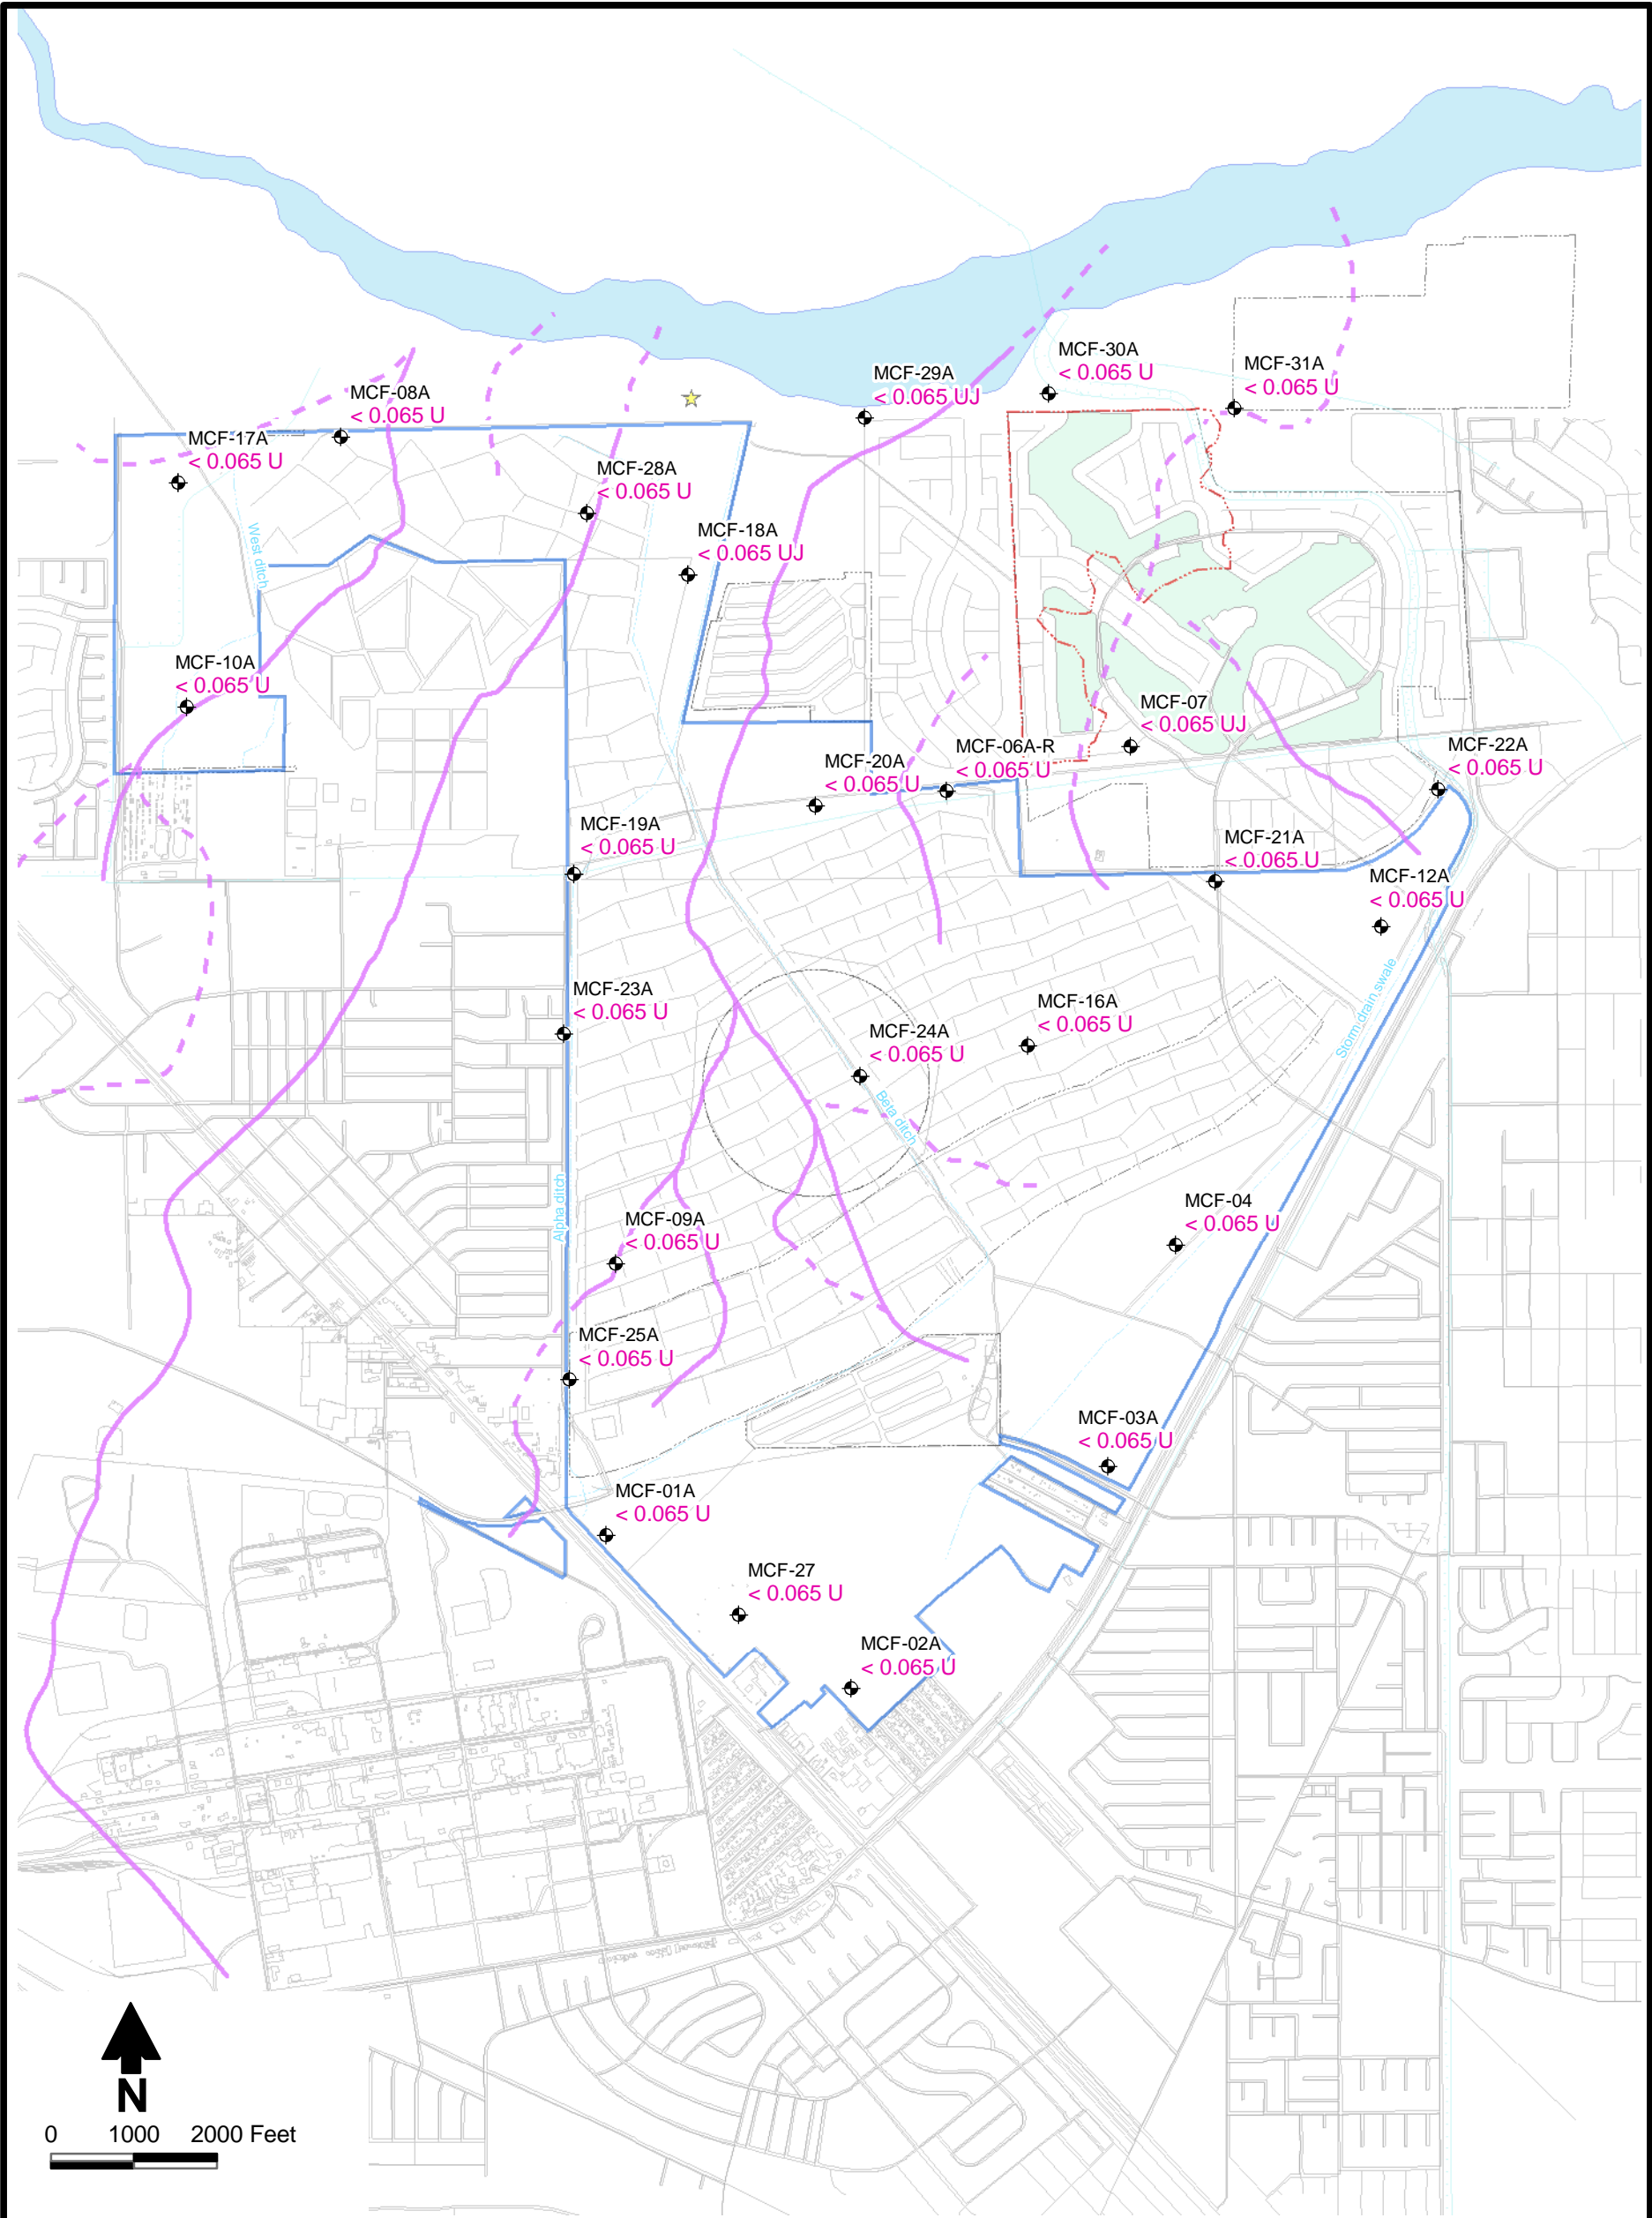 MCF-30A
< 0.065 U
MCF-31A
< 0.065 U
MCF-29A
< 0.065 UJ
MCF-08A
< 0.065 U
MCF-17A
< 0.065 U
MCF-28A
< 0.065 U
MCF-18A
< 0.065 UJ
West ditch
MCF-10A
< 0.065 U
MCF-07
< 0.065 UJ
MCF-06A-R
< 0.065 U
MCF-22A
< 0.065 U
MCF-20A
< 0.065 U
MCF-19A
< 0.065 U
MCF-21A
< 0.065 U
MCF-12A
< 0.065 U
MCF-23A
< 0.065 U
MCF-16A
< 0.065 U
Storm drain swale
MCF-24A
< 0.065 U
Beta ditch
Alpha ditch
MCF-04
< 0.065 U
MCF-09A
< 0.065 U
MCF-25A
< 0.065 U
MCF-03A
< 0.065 U
MCF-01A
< 0.065 U
MCF-27
< 0.065 U
MCF-02A
< 0.065 U
N
0 1000 2000 Feet